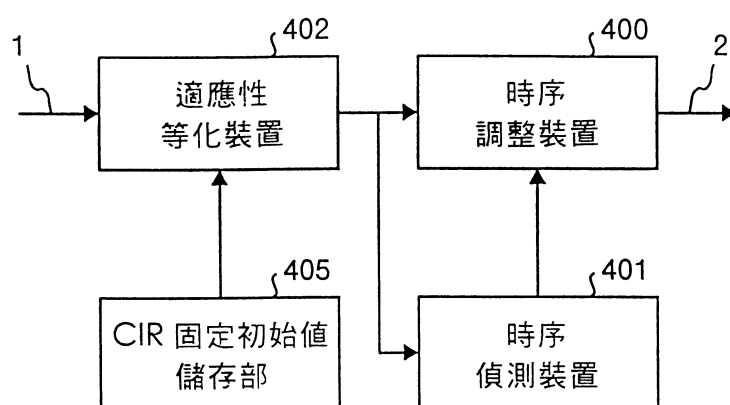 402
400
1
2
適應性
等化裝置
時序
調整裝置
405
401
CIR 固定初始值
儲存部
時序
偵測裝置